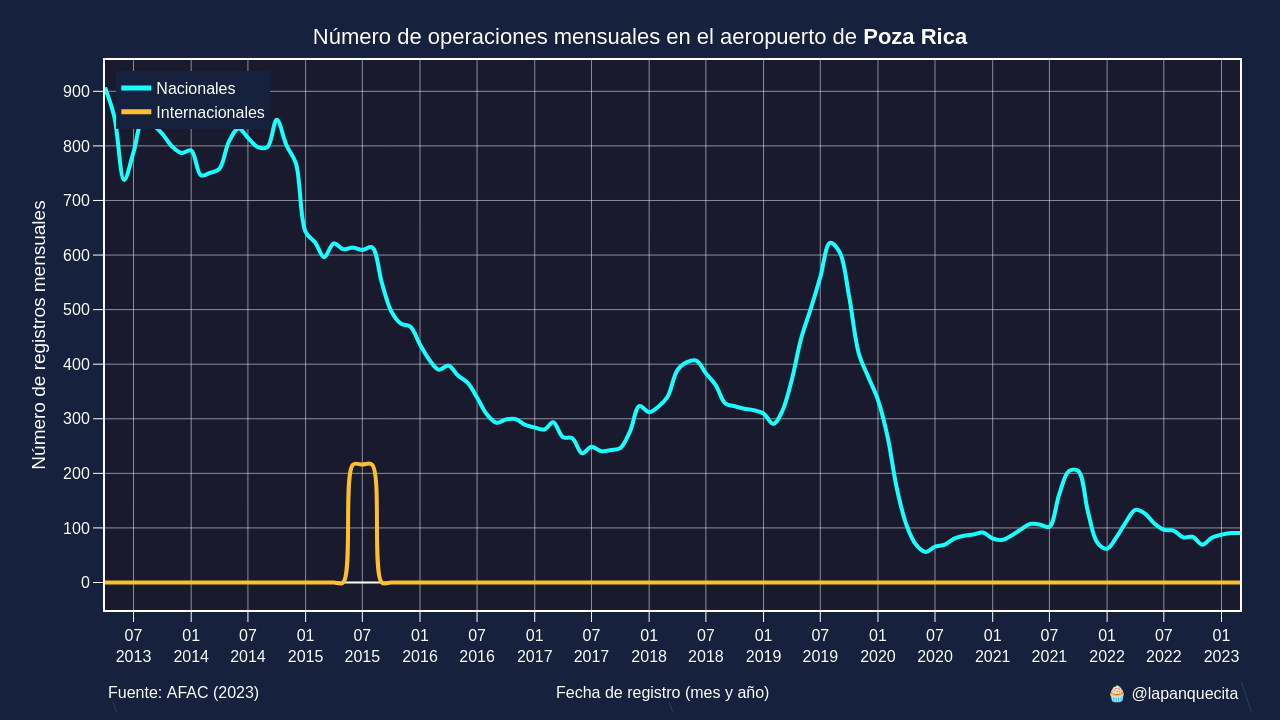 Número de operaciones mensuales en el aeropuerto de Poza Rica
Nacionales
Internacionales
Número de registros mensuales
900
800
700
600
500
400
300
200
100
0
07 01 07 01 07 01 07 01 07 01 07 01 07 01 07 01 07 01 07 01
2013 2014 2014 2015 2015 2016 2016 2017 2017 2018 2018 2019 2019 2020 2020 2021 2021 2022 2022 2023
Fuente: AFAC (2023)
Fecha de registro (mes y año)
🧁 @lapanquecita